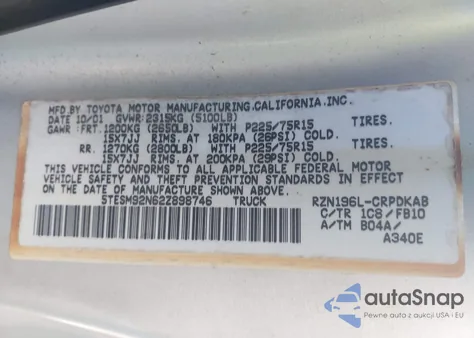 MFD.BY TOYOTA MOTOR MANUFACTURING,CALIFORNIA,INC.
DATE 10/01 GVWR:2315KG (5100LB)
GAWR: FRT.1200KG (2650LB) WITH P225/75R15 TIRES.
15X7JJ RIMS. AT 180KPA (26PSI) COLD.
RR. 1270KG (2800LB) WITH P225/75R15 TIRES.
15X7JJ RIMS. AT 200KPA (29PSI) COLD.
THIS VEHICLE CONFORMS TO ALL APPLICABLE FEDERAL MOTOR
VEHICLE SAFETY AND BUMPER STANDARDS IN EFFECT ON
THE DATE OF MANUFACTURE SHOWN ABOVE.
5TESM92N62Z898746 TRUCK RZN196L-CRPDKAB
C/TR 1C8/FB10
A/TM B04A/
A340E
autoSnap
Pewne auta z aukcji USA i EU